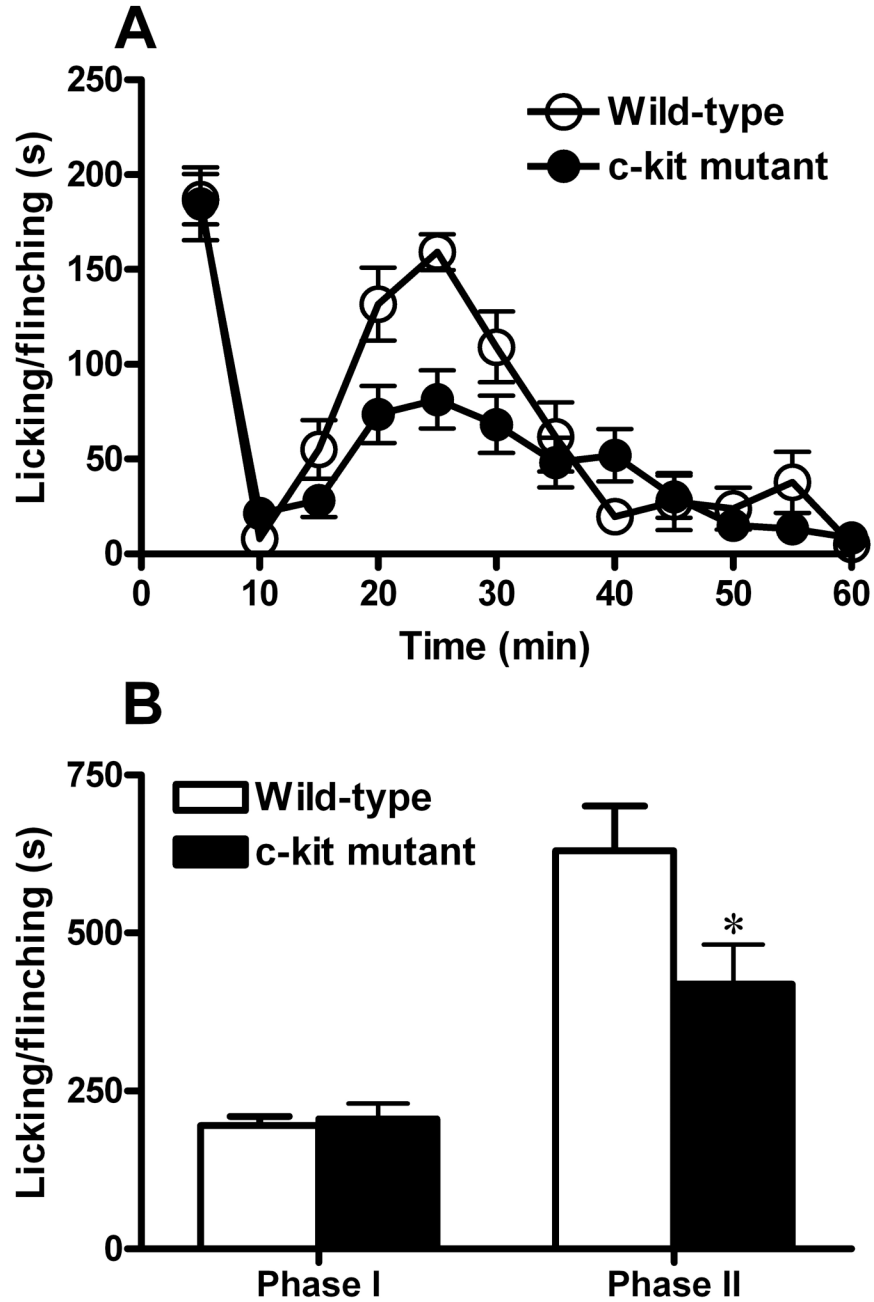 A
Licking/flinching (s)
250
200
150
100
50
0
Wild-type
c-kit mutant
0 10 20 30 40 50 60
Time (min)
B
Licking/flinching (s)
750
500
250
0
Wild-type
c-kit mutant
*
Phase I Phase II